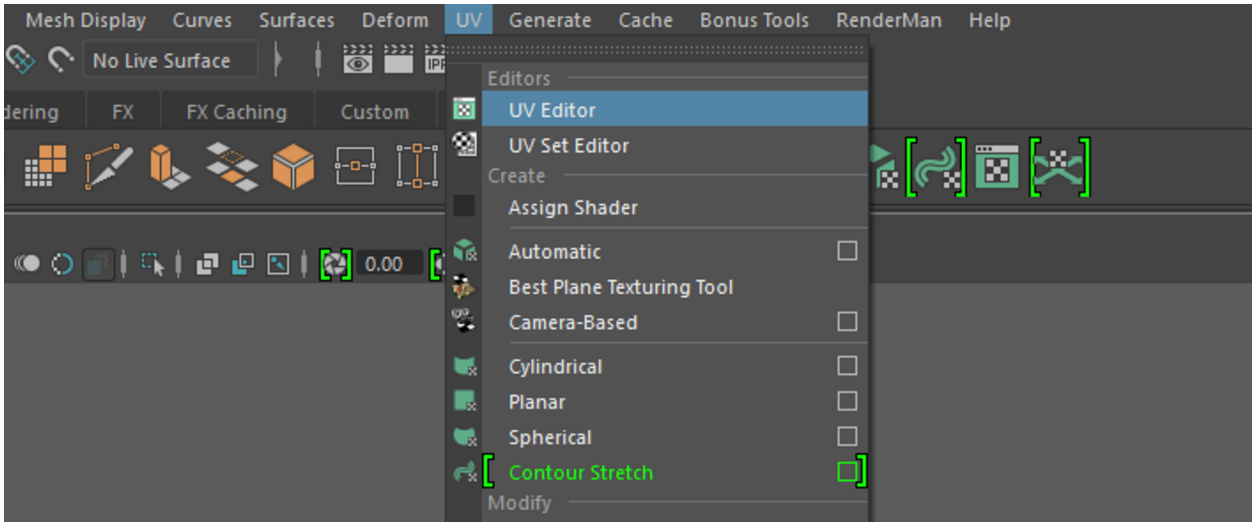 Mesh Display Curves Surfaces Deform UV Generate Cache Bonus Tools RenderMan Help
No Live Surface
Editors
dering FX FX Caching Custom
UV Editor
UV Set Editor
Create
Assign Shader
Automatic
0.00
Best Plane Texturing Tool
Camera-Based
Cylindrical
Planar
Spherical
Contour Stretch
Modify